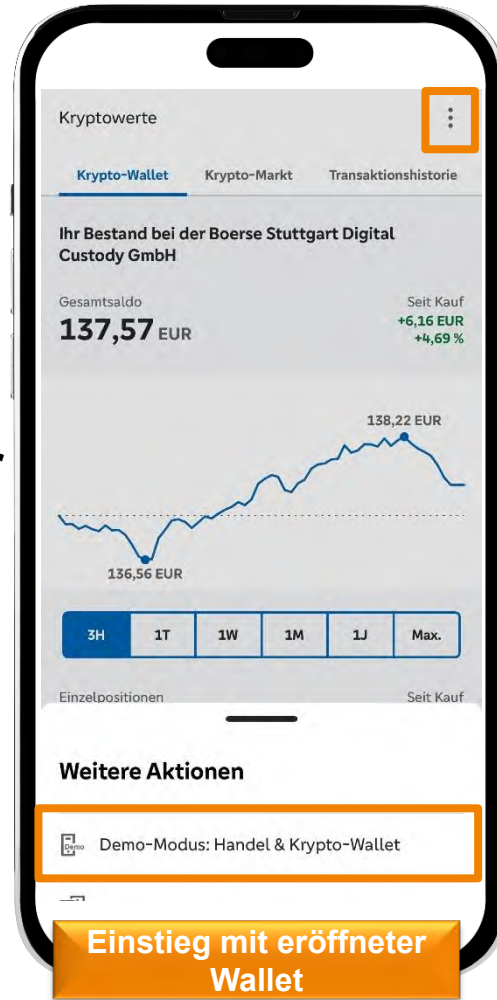 Kryptowerte
Krypto-Wallet Krypto-Markt Transaktionshistorie
Ihr Bestand bei der Boerse Stuttgart Digital
Custody GmbH
Gesamtsaldo Seit Kauf
137,57 EUR +6,16 EUR
+4,69 %
138,22 EUR
136,56 EUR
3H 1T 1W 1M 1J Max.
Einzelpositionen Seit Kauf
Weitere Aktionen
Demo Demo-Modus: Handel & Krypto-Wallet
Einstieg mit eröffneter
Wallet